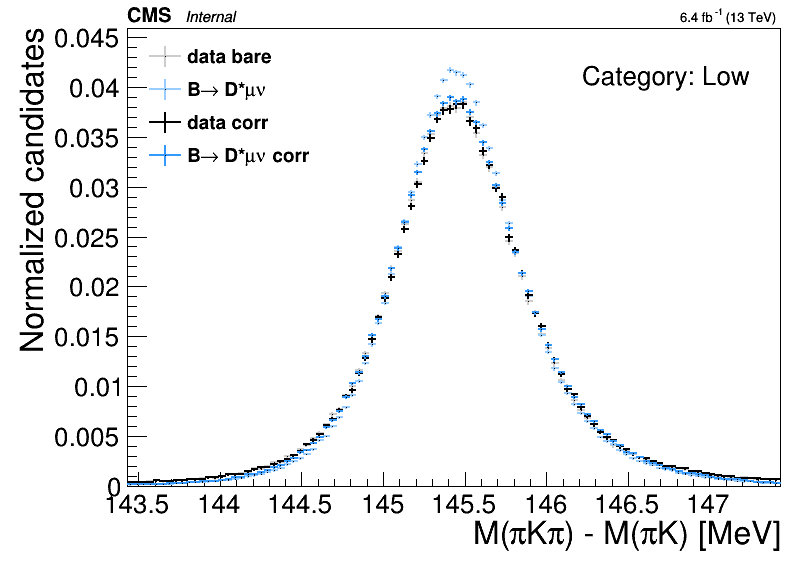 CMS Internal
6.4 fb⁻¹ (13 TeV)
Normalized candidates
0.045
0.04
0.035
0.03
0.025
0.02
0.015
0.01
0.005
0
data bare
B→ D*μν
data corr
B→ D*μν corr
Category: Low
143.5 144 144.5 145 145.5 146 146.5 147
M(πKπ) - M(πK) [MeV]